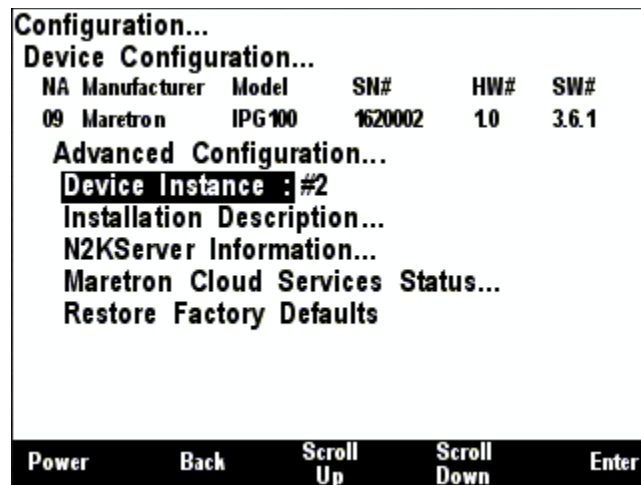 Configuration...
Device Configuration...
NA Manufacturer Model SN# HW# SW#
09 Maretron IPG100 1620002 1.0 3.6.1
Advanced Configuration...
Device Instance : #2
Installation Description...
N2KServer Information...
Maretron Cloud Services Status...
Restore Factory Defaults
Power Back Scroll Up Scroll Down Enter